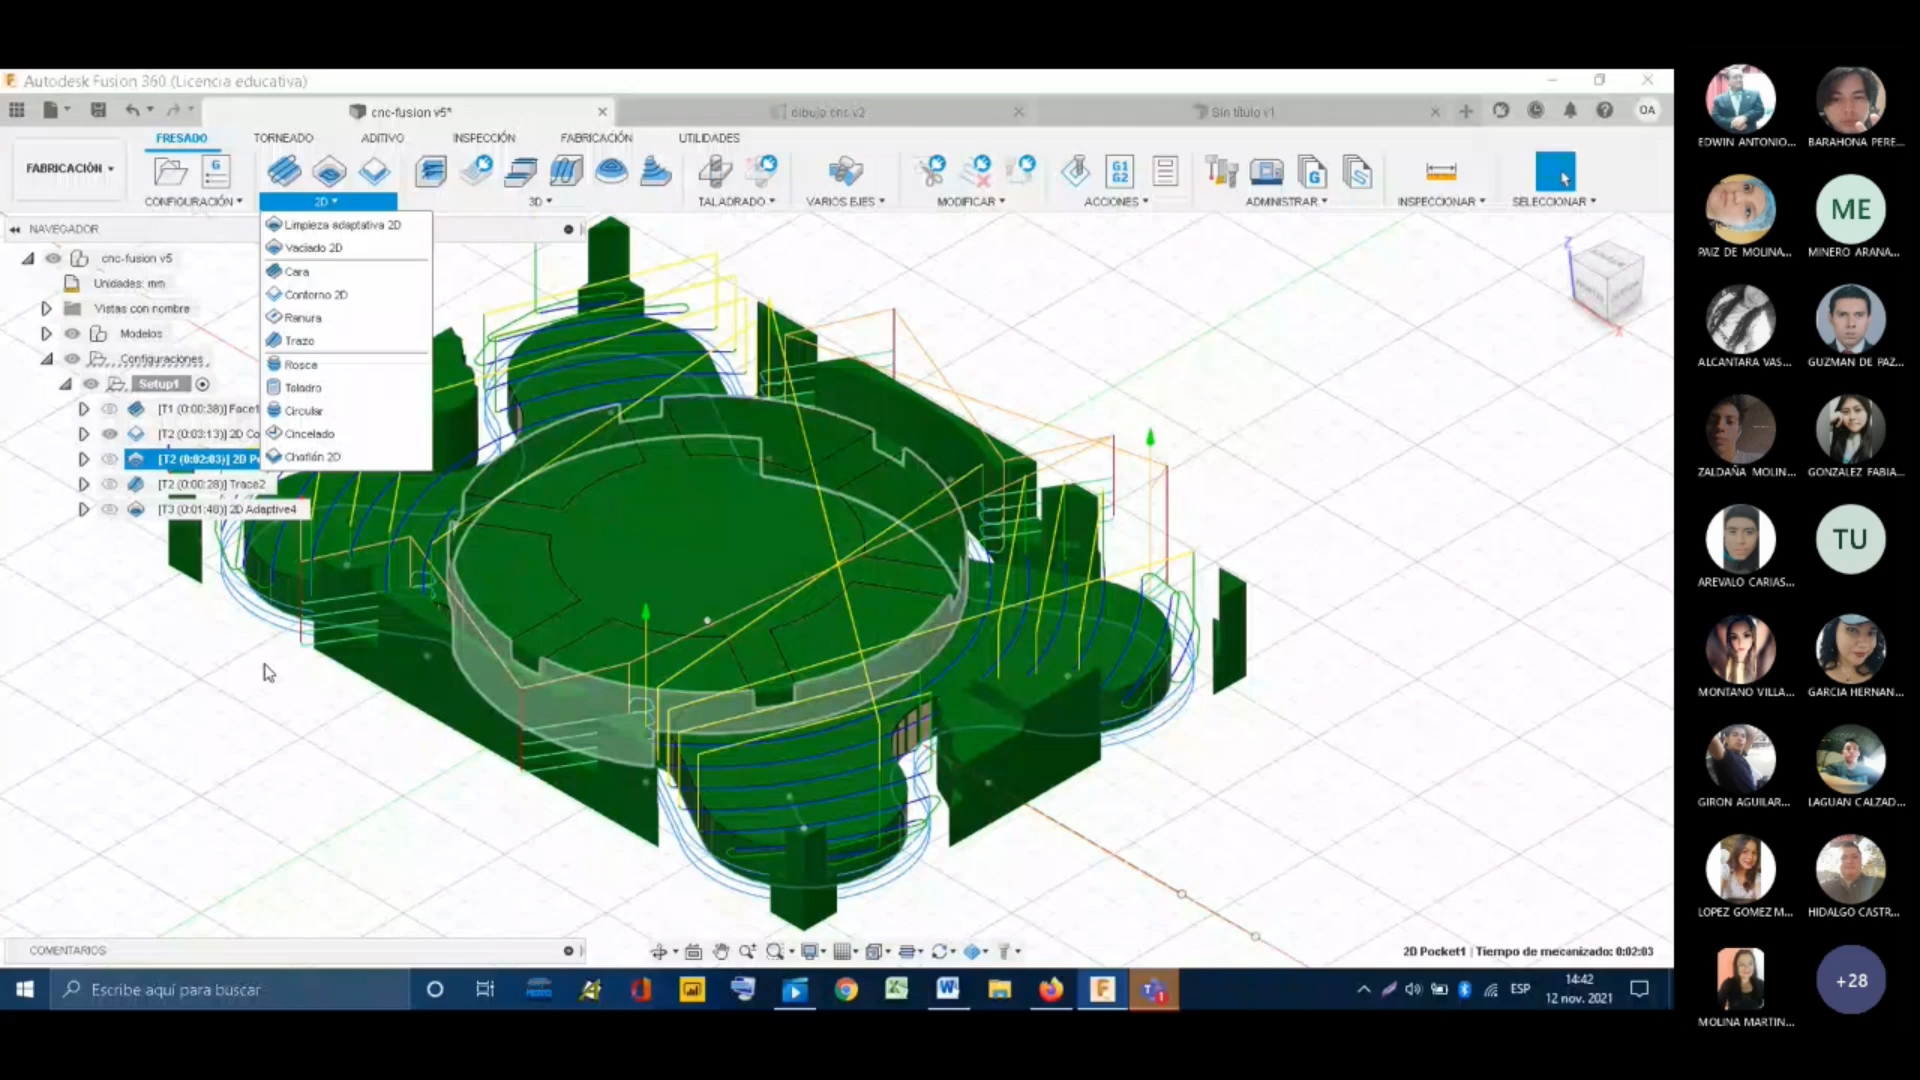 Autodesk Fusion 360 (Licencia educativa)
cnc-fusion v5*
dibujo cnc v2
Sin título v1
OA
FRESADO TORNEADO ADITIVO INSPECCIÓN FABRICACIÓN UTILIDADES
FABRICACIÓN
G
G1
G2
G
CONFIGURACIÓN 2D 3D TALADRADO VARIOS EJES MODIFICAR ACCIONES ADMINISTRAR INSPECCIONAR SELECCIONAR
NAVEGADOR
cnc-fusion v5
Unidades: mm
Vistas con nombre
Modelos
Configuraciones
Setup1
[T1 (0:00:38)] Face1
[T2 (0:03:13)] 2D Co
[T2 (0:02:03)] 2D Po
[T2 (0:00:28)] Trace2
[T3 (0:01:48)] 2D Adaptive4
Limpieza adaptativa 2D
Vaciado 2D
Cara
Contorno 2D
Ranura
Trazo
Rosca
Taladro
Circular
Cincelado
Chaflán 2D
Z
X
COMENTARIOS
2D Pocket1 | Tiempo de mecanizado: 0:02:03
Escribe aquí para buscar
ESP
14:42
12 nov. 2021
EDWIN ANTONIO...
BARAHONA PERE...
PAIZ DE MOLINA...
ME
MINERO ARANA...
ALCANTARA VAS...
GUZMAN DE PAZ...
ZALDAÑA MOLIN...
GONZALEZ FABIA...
AREVALO CARIAS...
TU
MONTANO VILLA...
GARCIA HERNAN...
GIRON AGUILAR...
LAGUAN CALZAD...
LOPEZ GOMEZ M...
HIDALGO CASTR...
MOLINA MARTIN...
+28